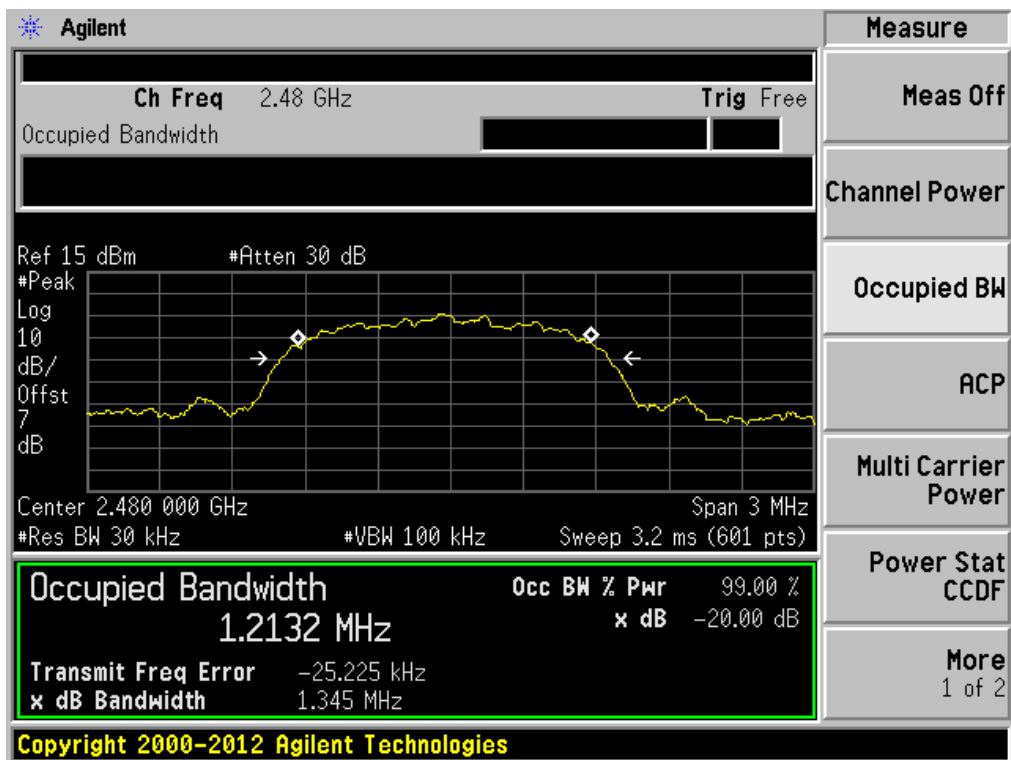 Agilent
Measure
Ch Freq 2.48 GHz Trig Free
Occupied Bandwidth
Meas Off
Channel Power
Occupied BW
ACP
Multi Carrier
Power
Power Stat
CCDF
More
1 of 2
Ref 15 dBm #Atten 30 dB
#Peak
Log
10
dB/
Offst
7
dB
Center 2.480 000 GHz Span 3 MHz
#Res BW 30 kHz #VBW 100 kHz Sweep 3.2 ms (601 pts)
Occupied Bandwidth
1.2132 MHz
Occ BW % Pwr 99.00 %
x dB -20.00 dB
Transmit Freq Error -25.225 kHz
x dB Bandwidth 1.345 MHz
Copyright 2000-2012 Agilent Technologies